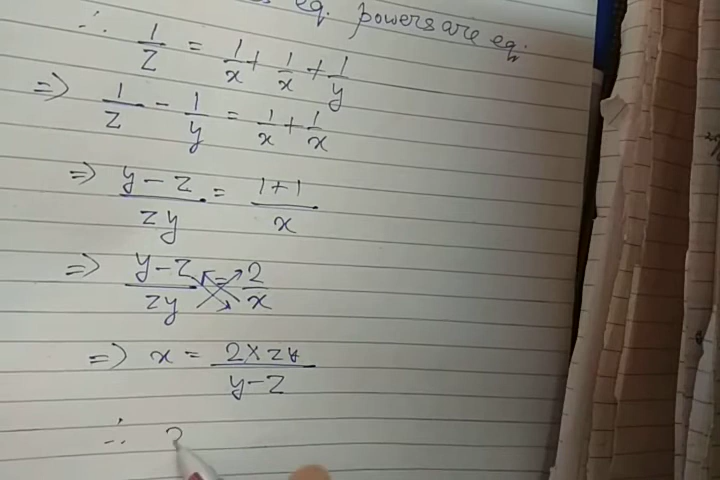 eq. powers are eq.
∴ 1/z = 1/x + 1/x + 1/y
=> 1/z - 1/y = 1/x + 1/x
=> y-z/zy = 1+1/x
=> y-z/zy = 2/x
=> x = 2×zy/y-z
∴